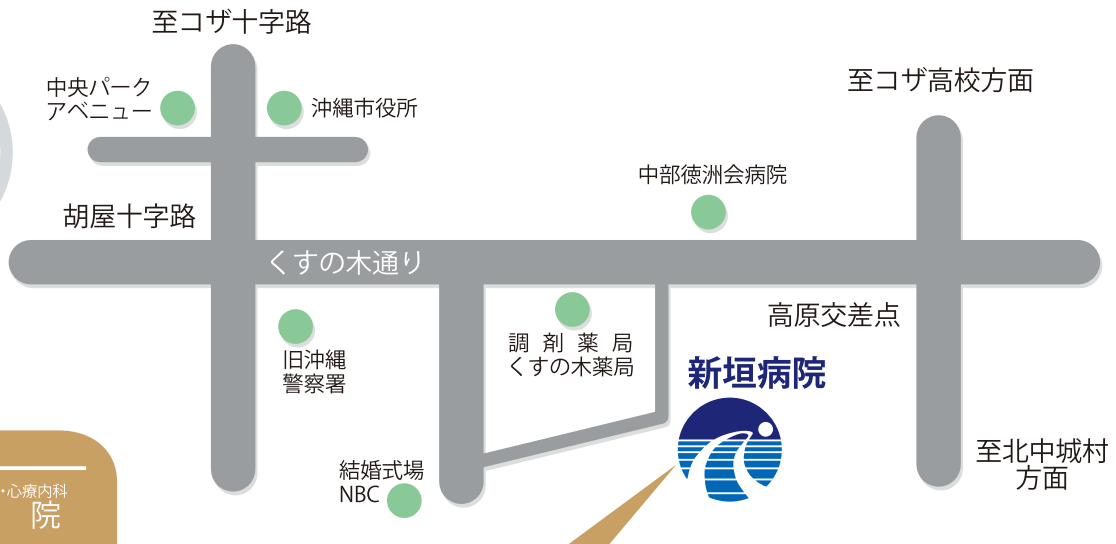 至コザ十字路
中央パーク
アベニュー
沖縄市役所
至コザ高校方面
中部徳洲会病院
胡屋十字路
くすの木通り
高原交差点
旧沖縄
警察署
調剤薬局
くすの木薬局
新垣病院
結婚式場
NBC
至北中城村
方面
・心療内科
院